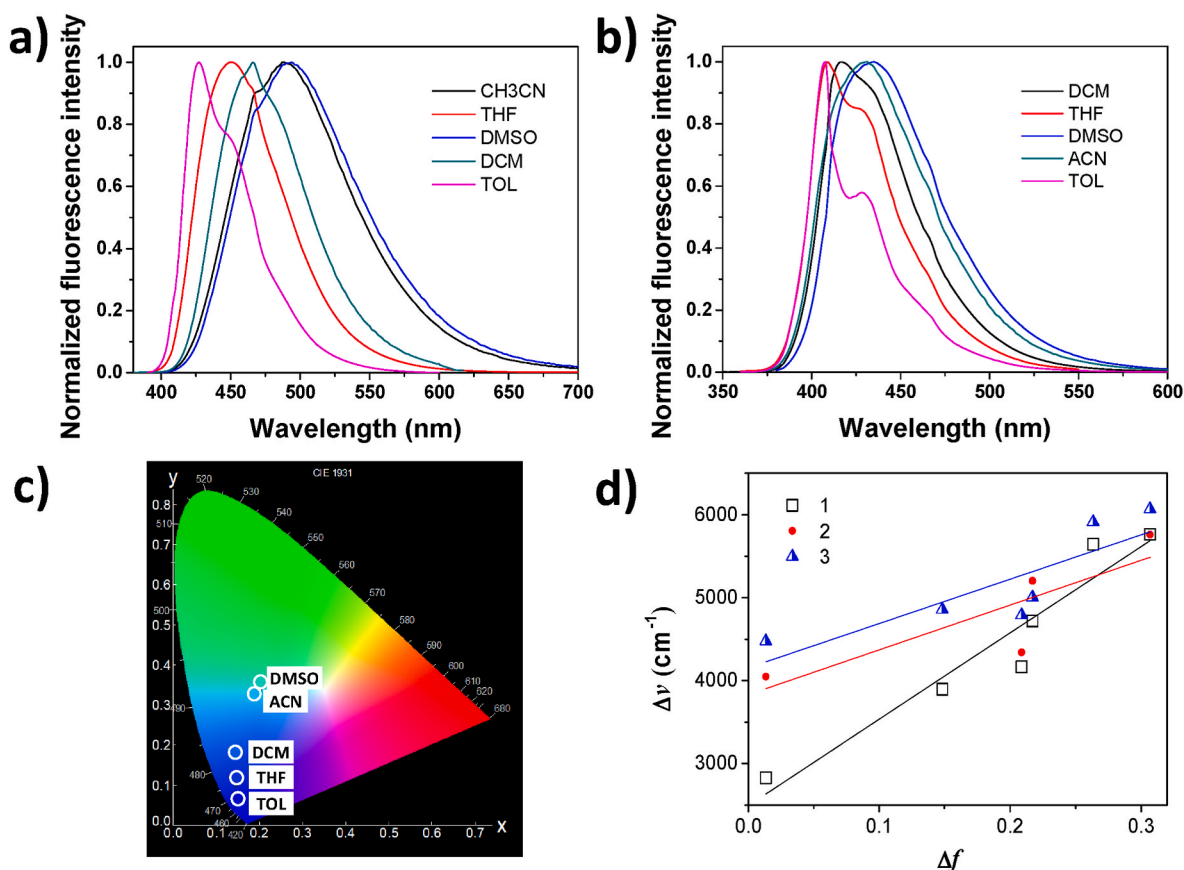 a)
Normalized fluorescence intensity
1.0
0.8
0.6
0.4
0.2
0.0
CH3CN
THF
DMSO
DCM
TOL
400 450 500 550 600 650 700
Wavelength (nm)
b)
Normalized fluorescence intensity
1.0
0.8
0.6
0.4
0.2
0.0
DCM
THF
DMSO
ACN
TOL
350 400 450 500 550 600
Wavelength (nm)
c)
CIE 1931
y
0.8
0.7
0.6
0.5
0.4
0.3
0.2
0.1
0.0
520
530
540
550
560
570
580
590
600
610
620
680
510
500
490
480
470
460
420
DMSO
ACN
DCM
THF
TOL
0.0 0.1 0.2 0.3 0.4 0.5 0.6 0.7 x
d)
Δν (cm⁻¹)
6000
5000
4000
3000
1
2
3
0.0 0.1 0.2 0.3
Δf